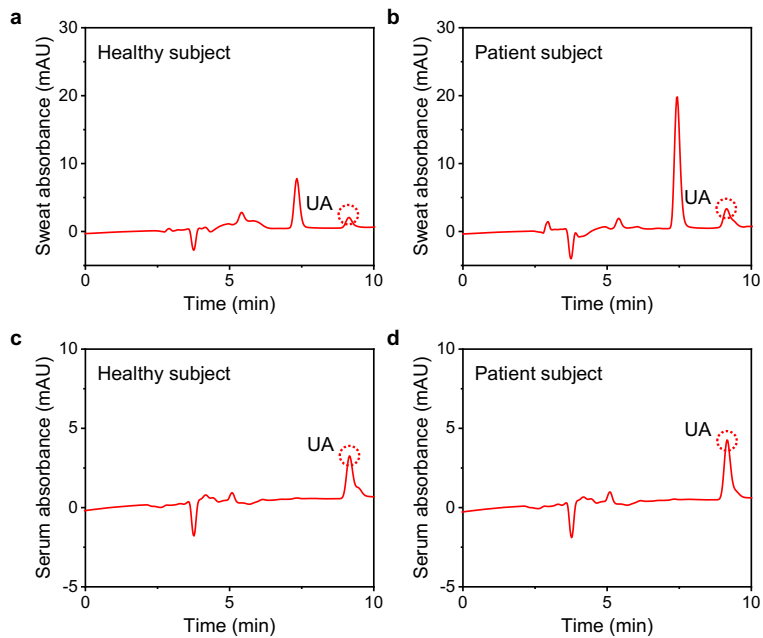 a
Healthy subject
UA
Sweat absorbance (mAU)
30
20
10
0
0
5
10
Time (min)
b
Patient subject
UA
Sweat absorbance (mAU)
30
20
10
0
0
5
10
Time (min)
c
Healthy subject
UA
Serum absorbance (mAU)
10
5
0
-5
0
5
10
Time (min)
d
Patient subject
UA
Serum absorbance (mAU)
10
5
0
-5
0
5
10
Time (min)